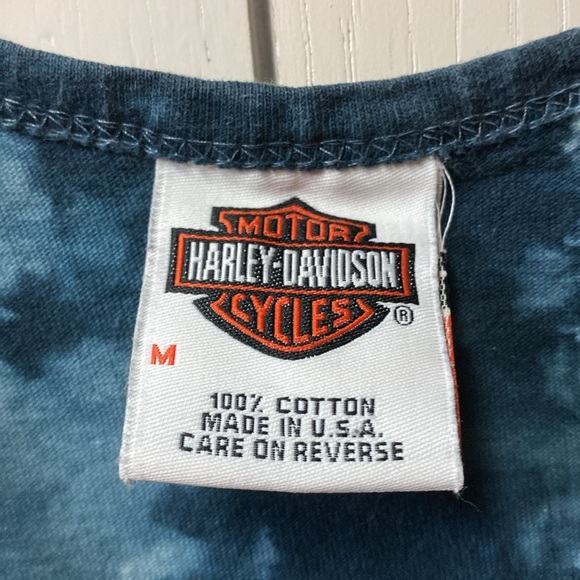 MOTOR
HARLEY-DAVIDSON
CYCLES
®
M
100% COTTON
MADE IN U.S.A.
CARE ON REVERSE